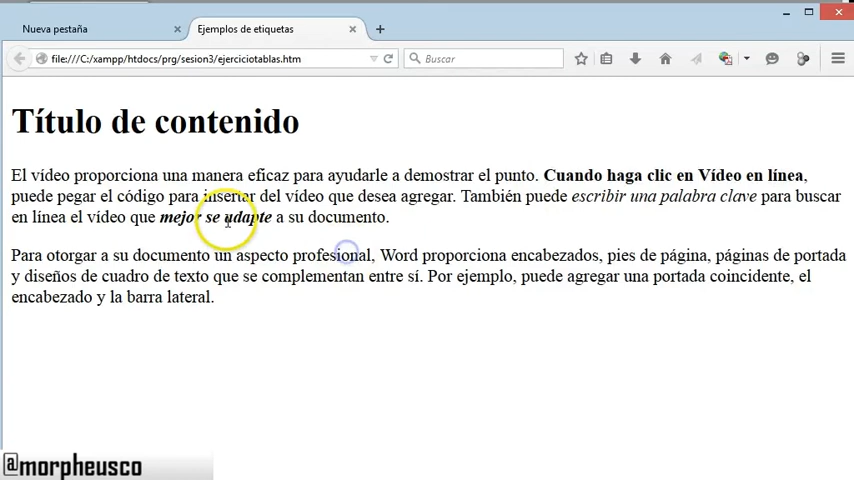 Nueva pestaña
Ejemplos de etiquetas
file:///C:/xampp/htdocs/prg/sesion3/ejerciciotablas.htm
Buscar
Título de contenido
El vídeo proporciona una manera eficaz para ayudarle a demostrar el punto. Cuando haga clic en Vídeo en línea,
puede pegar el código para insertar del vídeo que desea agregar. También puede escribir una palabra clave para buscar
en línea el vídeo que mejor se udapte a su documento.
Para otorgar a su documento un aspecto profesional, Word proporciona encabezados, pies de página, páginas de portada
y diseños de cuadro de texto que se complementan entre sí. Por ejemplo, puede agregar una portada coincidente, el
encabezado y la barra lateral.
@morpheusco